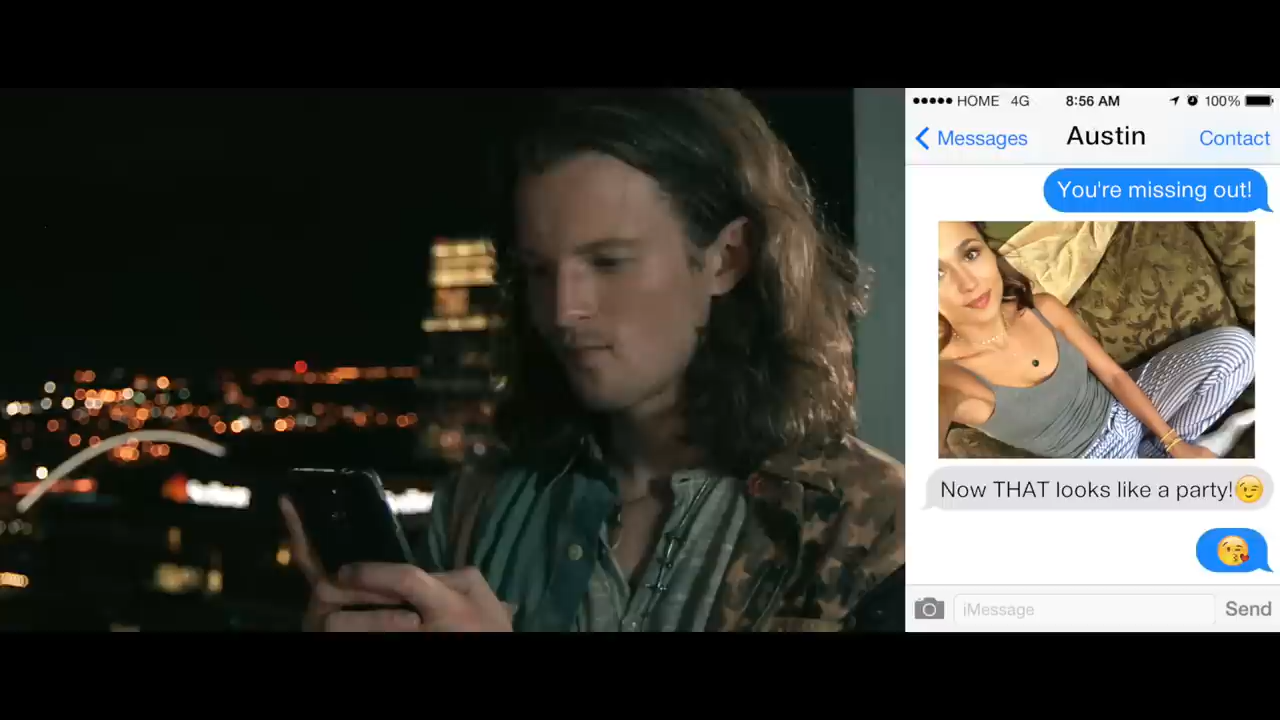 HOME 4G 8:56 AM 100%
Messages Austin Contact
You're missing out!
Now THAT looks like a party!😉
😘
iMessage Send